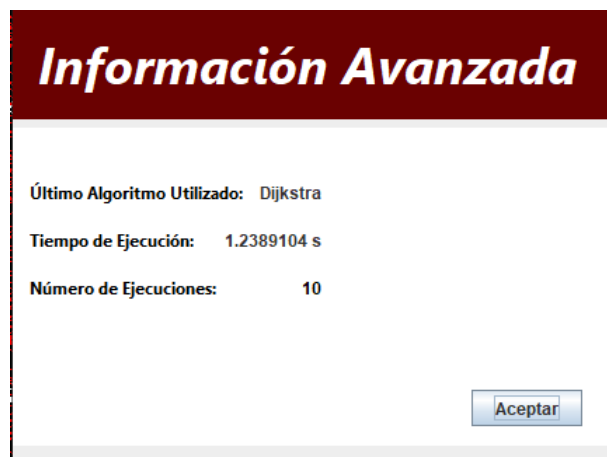 Información Avanzada
Último Algoritmo Utilizado: Dijkstra
Tiempo de Ejecución: 1.2389104 s
Número de Ejecuciones: 10
Aceptar